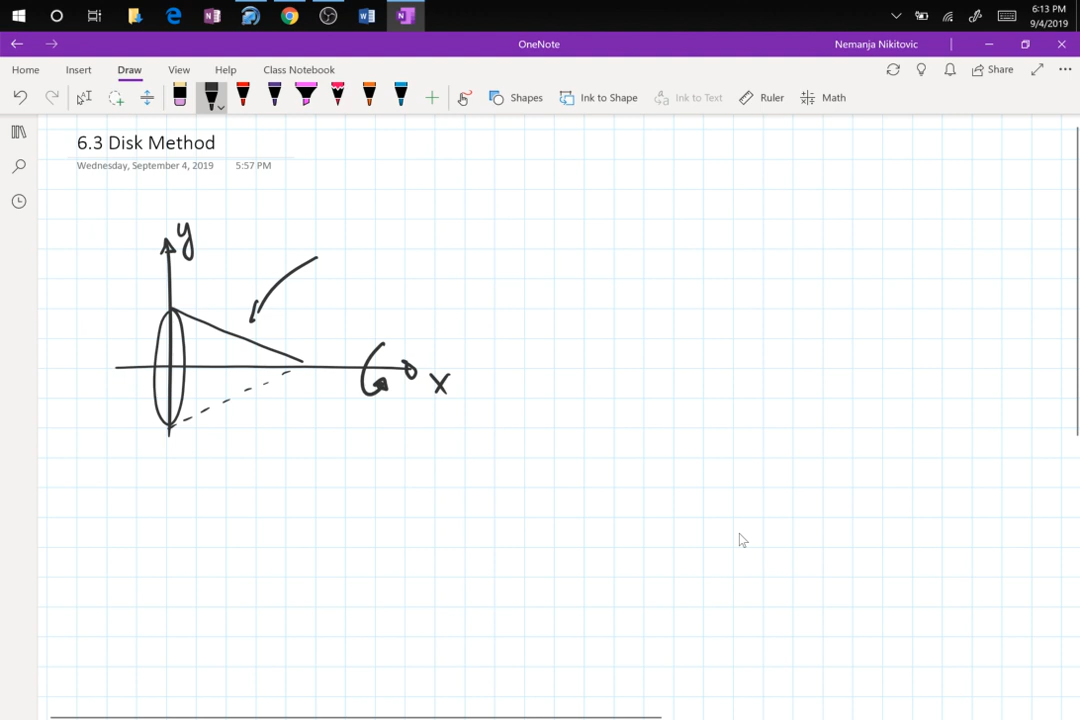 6:13 PM
9/4/2019
OneNote
Nemanja Nikitovic
Home Insert Draw View Help Class Notebook
Share
Shapes Ink to Shape Ink to Text Ruler Math
6.3 Disk Method
Wednesday, September 4, 2019 5:57 PM
y
x